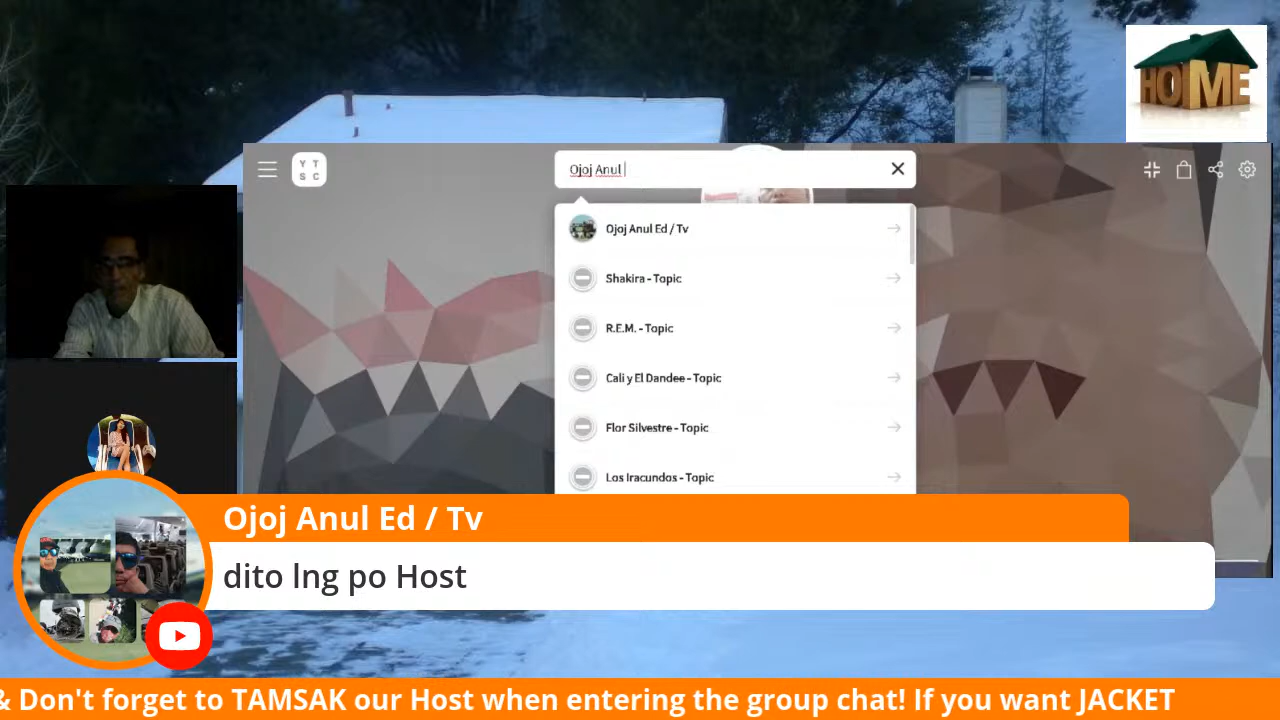 HOME
Y T
S C
Ojoj Anul
Ojoj Anul Ed / Tv
Shakira - Topic
R.E.M. - Topic
Cali y El Dandee - Topic
Flor Silvestre - Topic
Los Iracundos - Topic
Ojoj Anul Ed / Tv
dito lng po Host
& Don't forget to TAMSAK our Host when entering the group chat! If you want JACKET